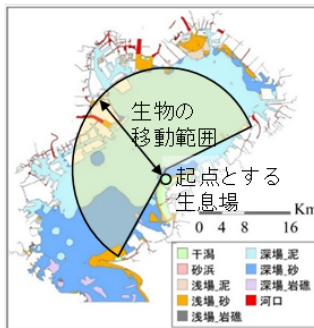 生物の
移動範囲
起点とする
生息場
Km
0 4 8 16
干潟
砂浜
浅場_泥
浅場_砂
浅場_岩礁
深場_泥
深場_砂
深場_岩礁
河口